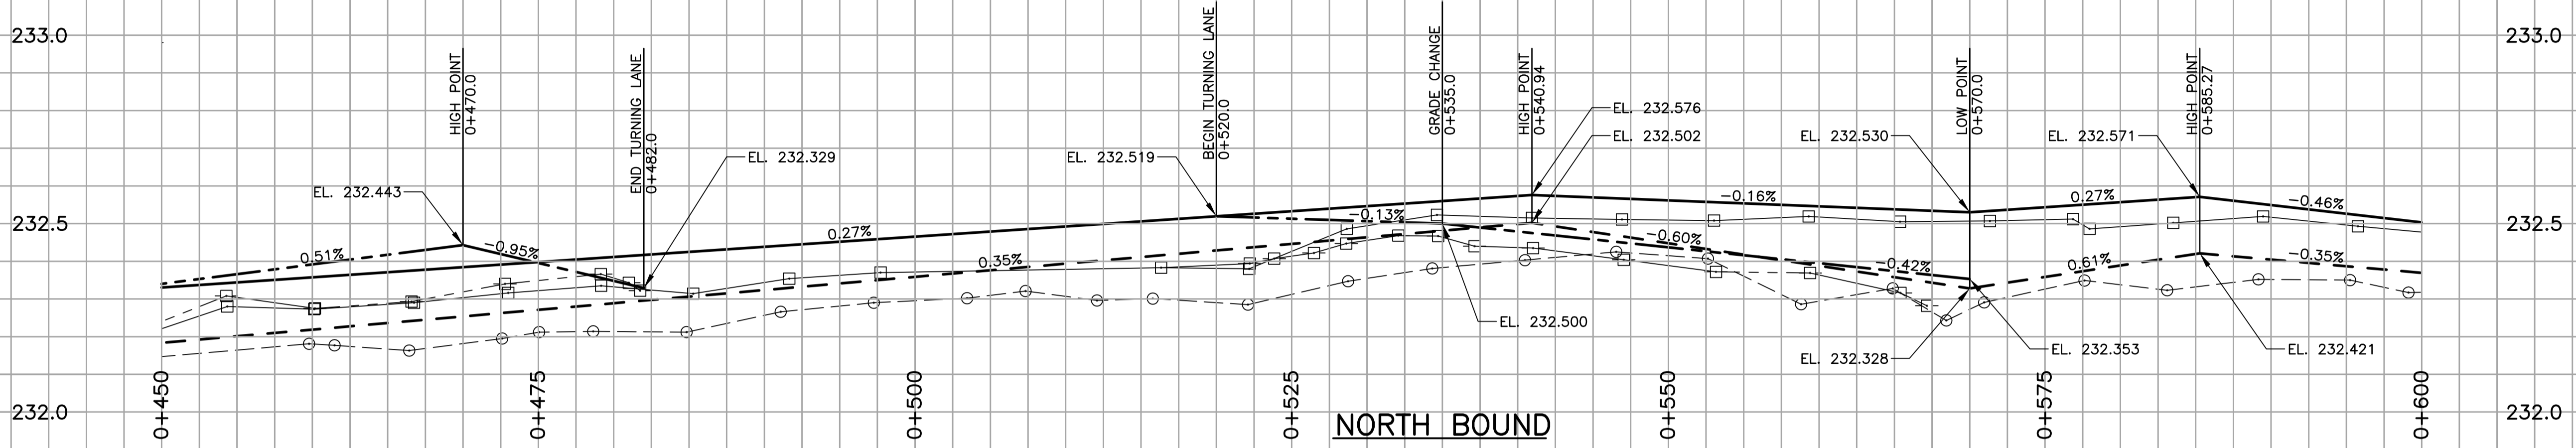 233.0
233.0
HIGH POINT
0+470.0
END TURNING LANE
0+482.0
BEGIN TURNING LANE
0+520.0
GRADE CHANGE
0+535.0
HIGH POINT
0+540.94
LOW POINT
0+570.0
HIGH POINT
0+585.27
EL. 232.576
EL. 232.502
EL. 232.530
EL. 232.571
EL. 232.329
EL. 232.519
EL. 232.443
-0.16%
0.27%
-0.46%
232.5
232.5
0.51%
-0.95%
0.27%
-0.13%
-0.60%
0.35%
-0.42%
0.61%
-0.35%
EL. 232.500
EL. 232.328
EL. 232.353
EL. 232.421
232.0
232.0
0+450
0+475
0+500
0+525
0+550
0+575
0+600
NORTH BOUND